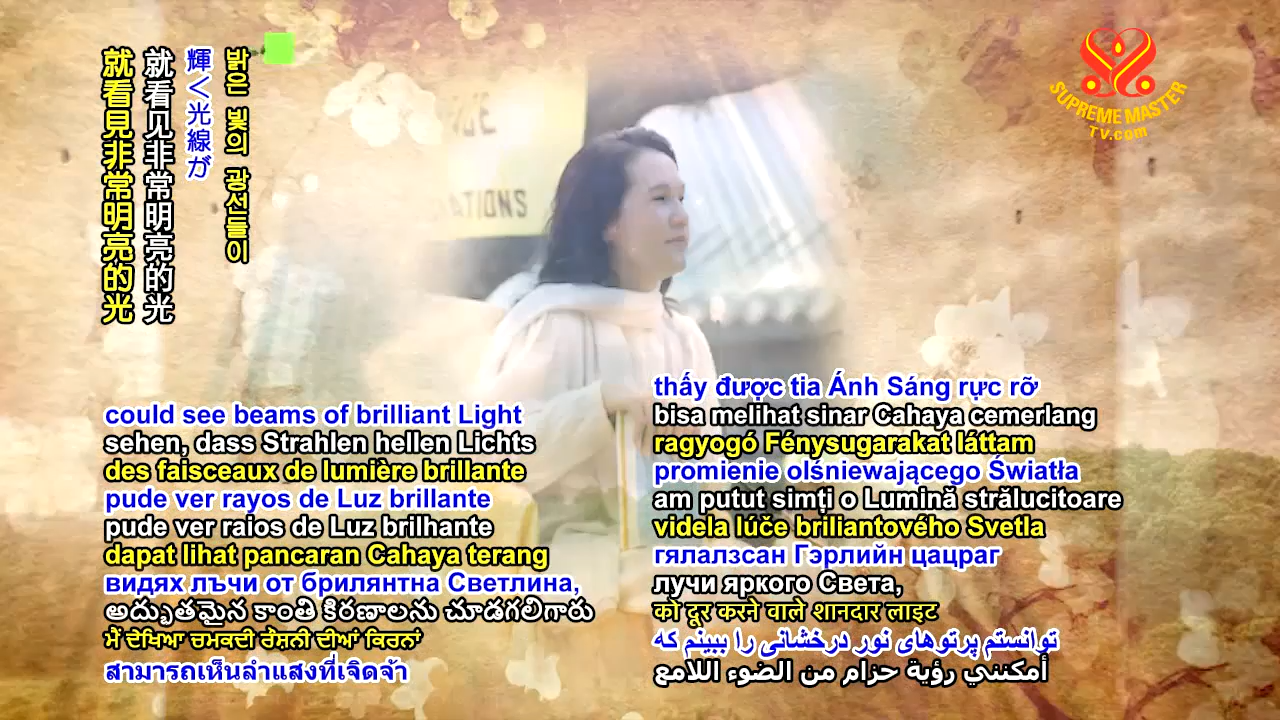 就看見非常明亮的光
就看见非常明亮的光
輝く光線が
밝은 빛의 광선들이
SUPREME MASTER
TV.com
ATIONS
could see beams of brilliant Light
sehen, dass Strahlen hellen Lichts
des faisceaux de lumière brillante
pude ver rayos de Luz brillante
pude ver raios de Luz brilhante
dapat lihat pancaran Cahaya terang
видях лъчи от брилянтна Светлина,
అద్భుతమైన కాంతి కిరణాలను చూడగలిగారు
ਮੈਂ ਦੇਖਿਆ ਚਮਕਦੀ ਰੋਸ਼ਨੀ ਦੀਆਂ ਕਿਰਨਾਂ
สามารถเห็นลำแสงที่เจิดจ้า
thấy được tia Ánh Sáng rực rỡ
bisa melihat sinar Cahaya cemerlang
ragyogó Fénysugarakat láttam
promienie olśniewającego Światła
am putut simți o Lumină strălucitoare
videla lúče briliantového Svetla
гялалзсан Гэрлийн цацраг
лучи яркого Света,
को दूर करने वाले शानदार लाइट
توانستم پرتوهای نور درخشانی را ببینم که
أمكنني رؤية حزام من الضوء اللامع